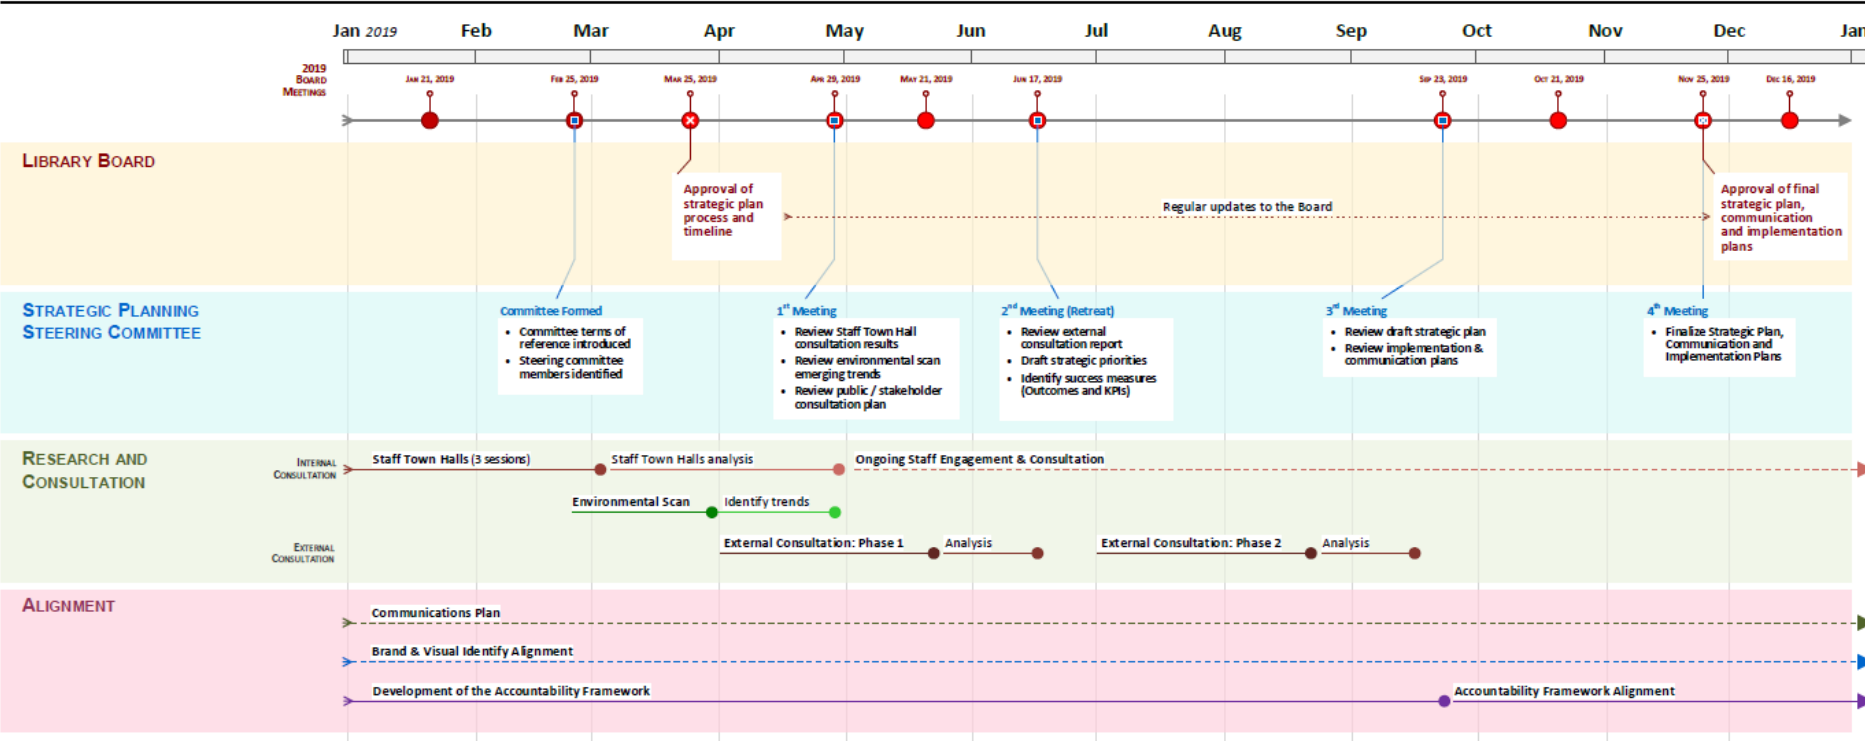 Jan 2019 Feb Mar Apr May Jun Jul Aug Sep Oct Nov Dec Jan
2019
BOARD
MEETINGS
JAN 21, 2019 FEB 25, 2019 MAR 25, 2019 APR 29, 2019 MAY 21, 2019 JUN 17, 2019 SEP 23, 2019 OCT 21, 2019 NOV 25, 2019 DEC 16, 2019
LIBRARY BOARD
Approval of
strategic plan
process and
timeline
Regular updates to the Board
Approval of final
strategic plan,
communication
and implementation
plans
STRATEGIC PLANNING
STEERING COMMITTEE
Committee Formed
• Committee terms of
reference introduced
• Steering committee
members identified
1st Meeting
• Review Staff Town Hall
consultation results
• Review environmental scan
emerging trends
• Review public / stakeholder
consultation plan
2nd Meeting (Retreat)
• Review external
consultation report
• Draft strategic priorities
• Identify success measures
(Outcomes and KPIs)
3rd Meeting
• Review draft strategic plan
• Review implementation &
communication plans
4th Meeting
• Finalize Strategic Plan,
Communication and
Implementation Plans
RESEARCH AND
CONSULTATION
INTERNAL
CONSULTATION
Staff Town Halls (3 sessions) Staff Town Halls analysis Ongoing Staff Engagement & Consultation
Environmental Scan Identify trends
EXTERNAL
CONSULTATION
External Consultation: Phase 1 Analysis External Consultation: Phase 2 Analysis
ALIGNMENT
Communications Plan
Brand & Visual Identify Alignment
Development of the Accountability Framework Accountability Framework Alignment